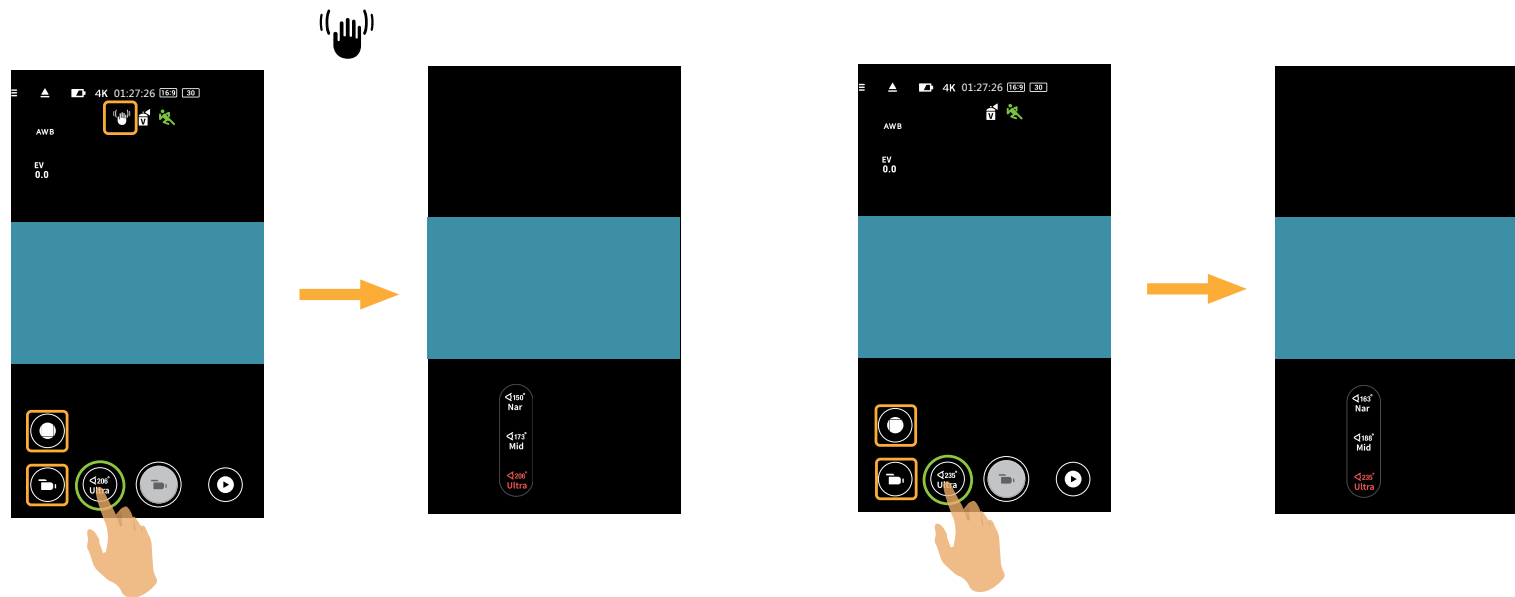 4K 01:27:26 16:9 30
V
AWB
EV
0.0
206°
Ultra
150°
Nar
173°
Mid
206°
Ultra
4K 01:27:26 16:9 30
V
AWB
EV
0.0
235°
Ultra
163°
Nar
188°
Mid
235°
Ultra